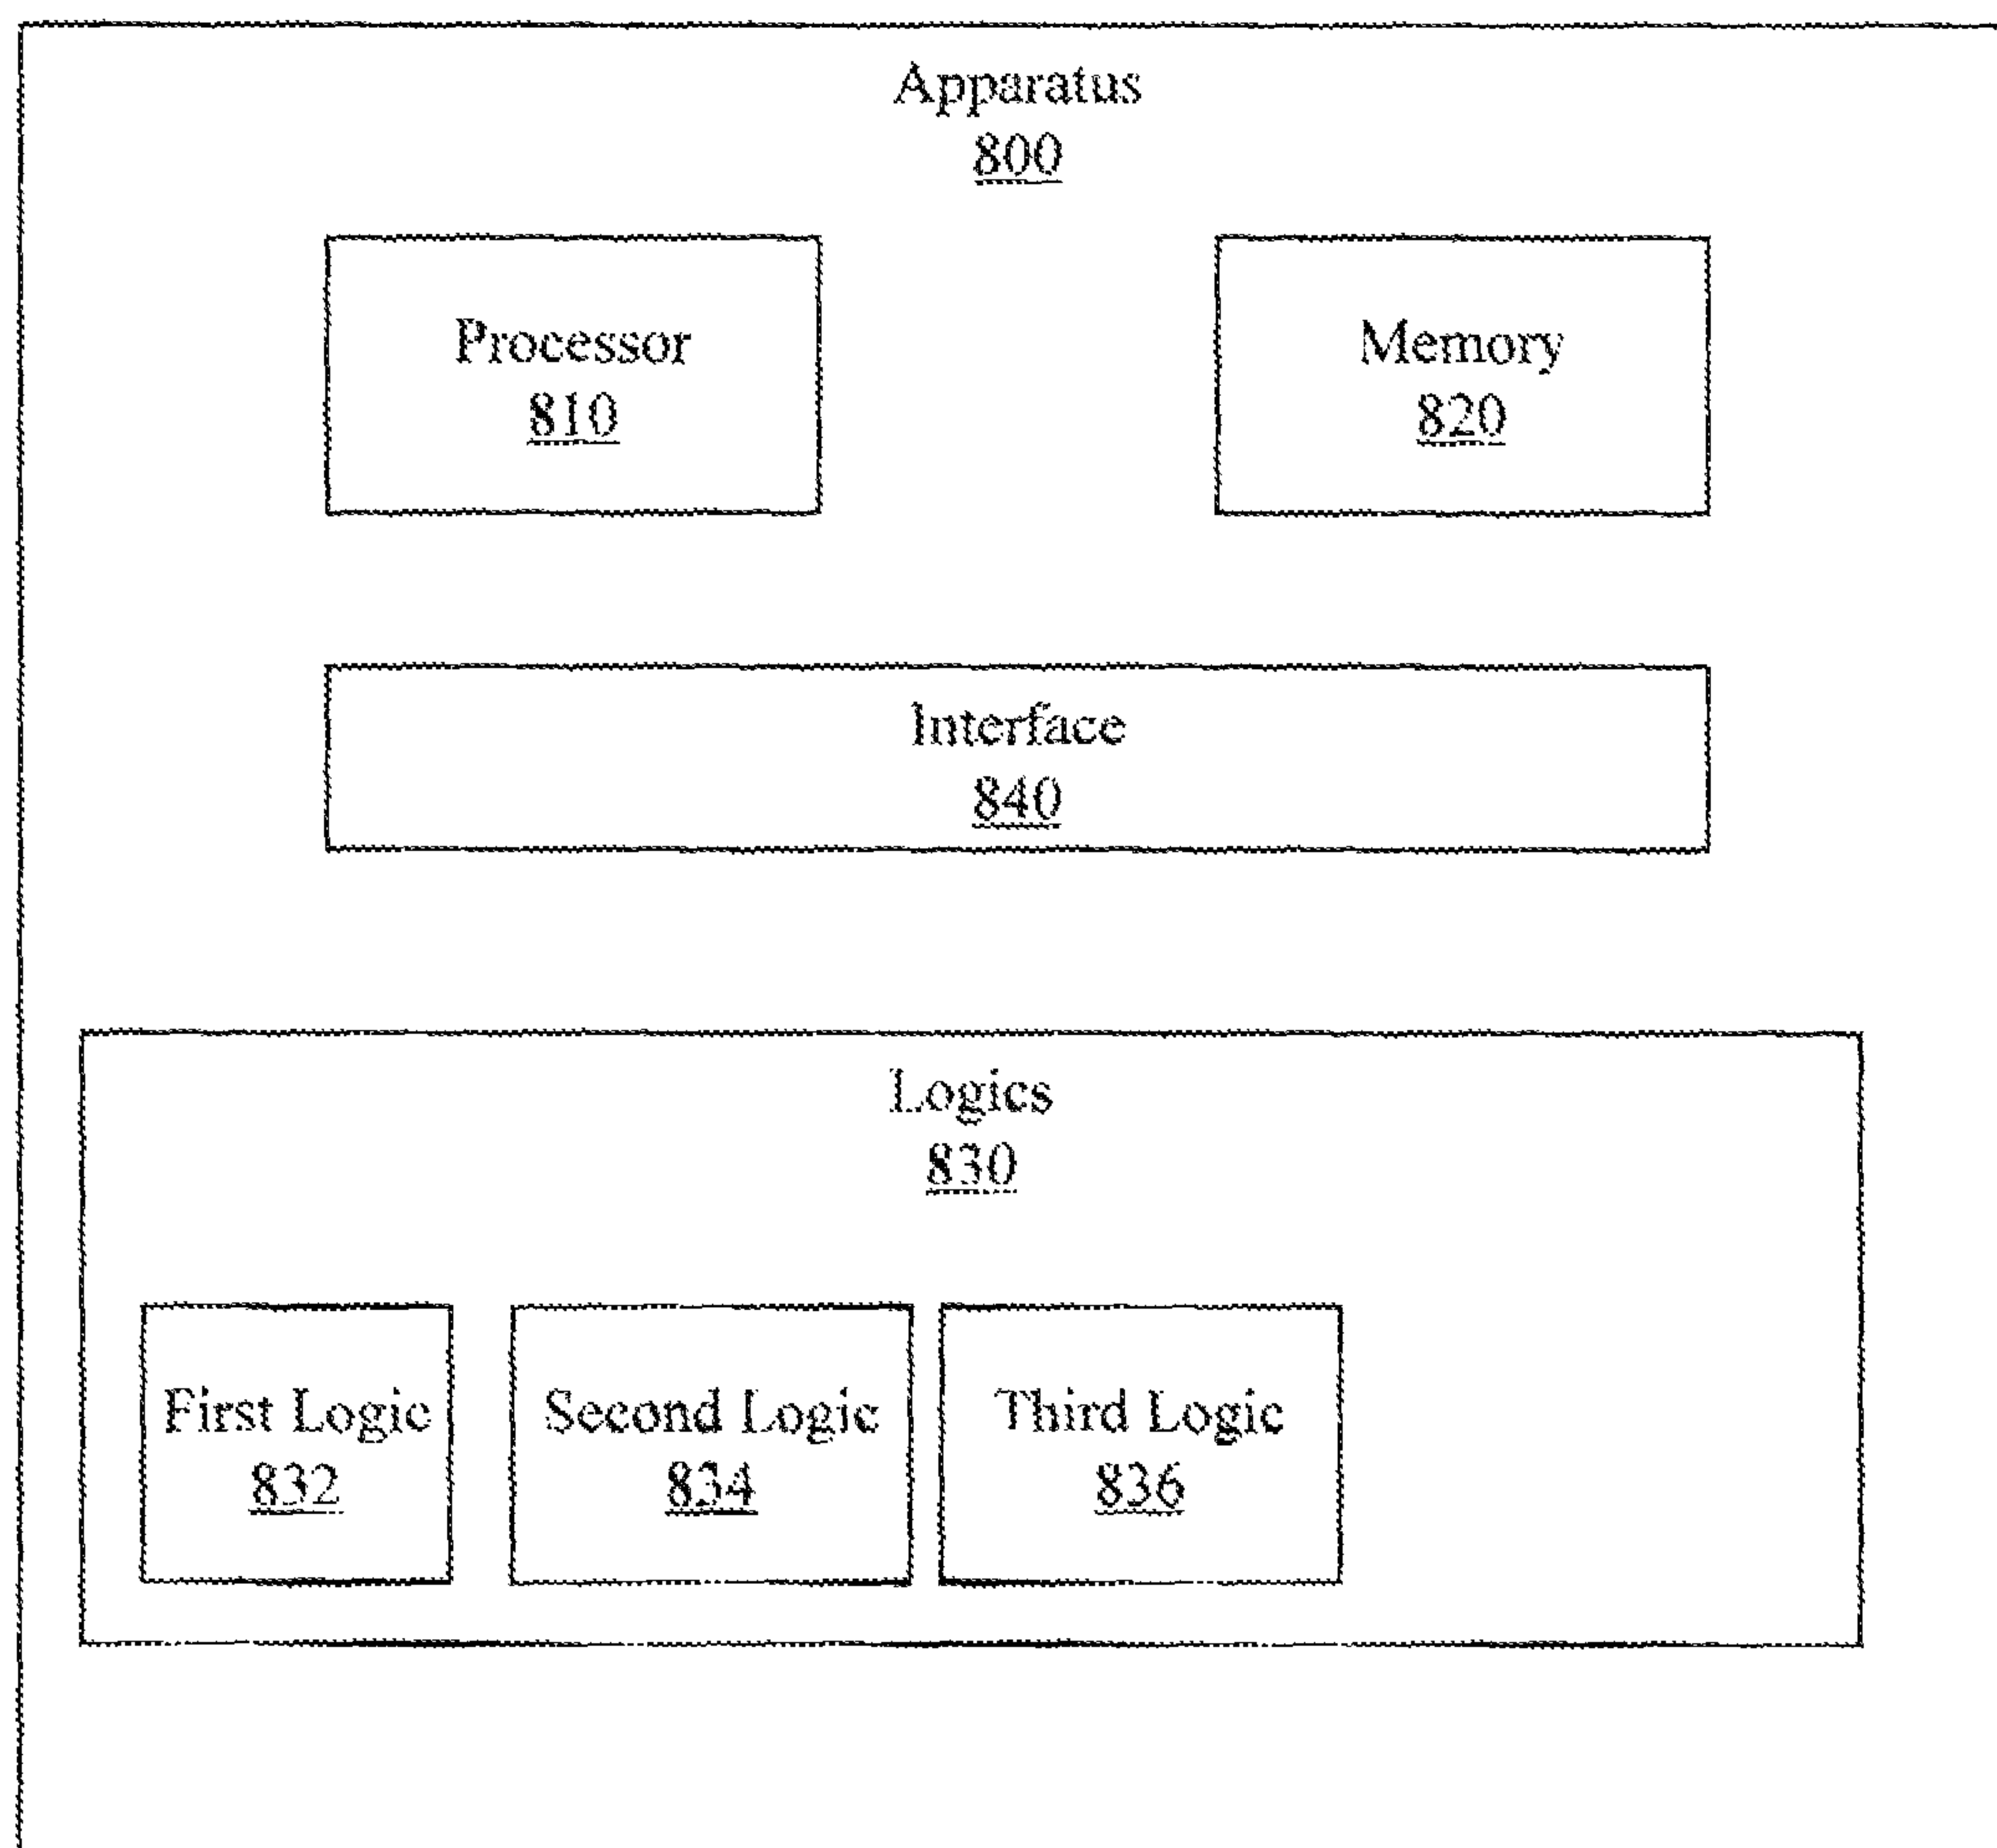 Apparatus
800
Processor
810
Memory
820
Interface
840
Logics
830
First Logic
832
Second Logic
834
Third Logic
836